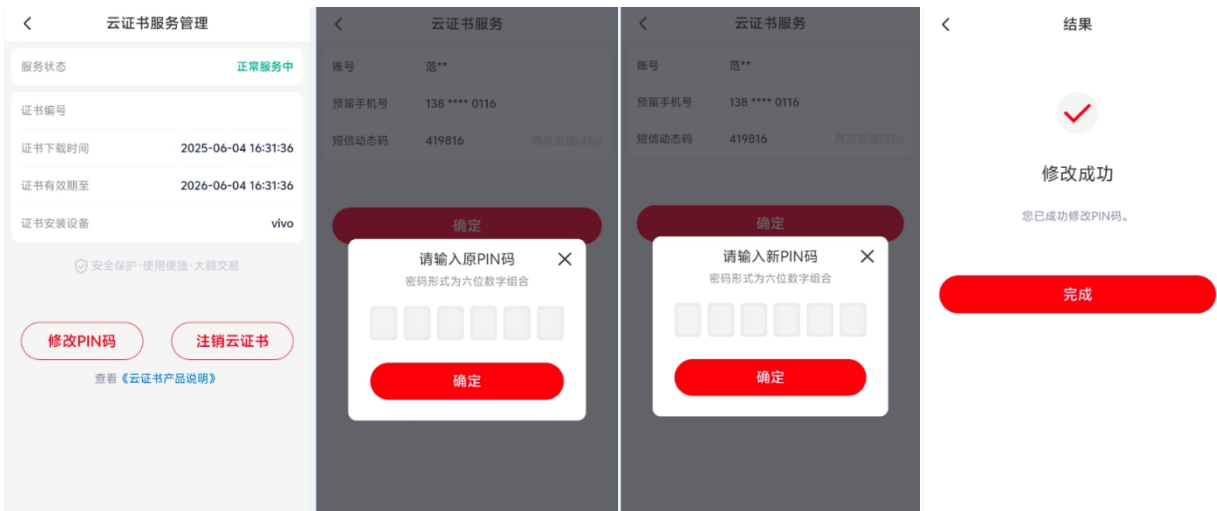 云证书服务管理
服务状态 正常服务中
证书编号
证书下载时间 2025-06-04 16:31:36
证书有效期至 2026-06-04 16:31:36
证书安装设备 vivo
安全保护·使用便捷·大额交易
修改PIN码 注销云证书
查看《云证书产品说明》
云证书服务
账号 范**
预留手机号 138 **** 0116
短信动态码 419816 再次发送(45s)
确定
请输入原PIN码
密码形式为六位数字组合
确定
云证书服务
账号 范**
预留手机号 138 **** 0116
短信动态码 419816 再次发送(33s)
确定
请输入新PIN码
密码形式为六位数字组合
确定
结果
修改成功
您已成功修改PIN码。
完成